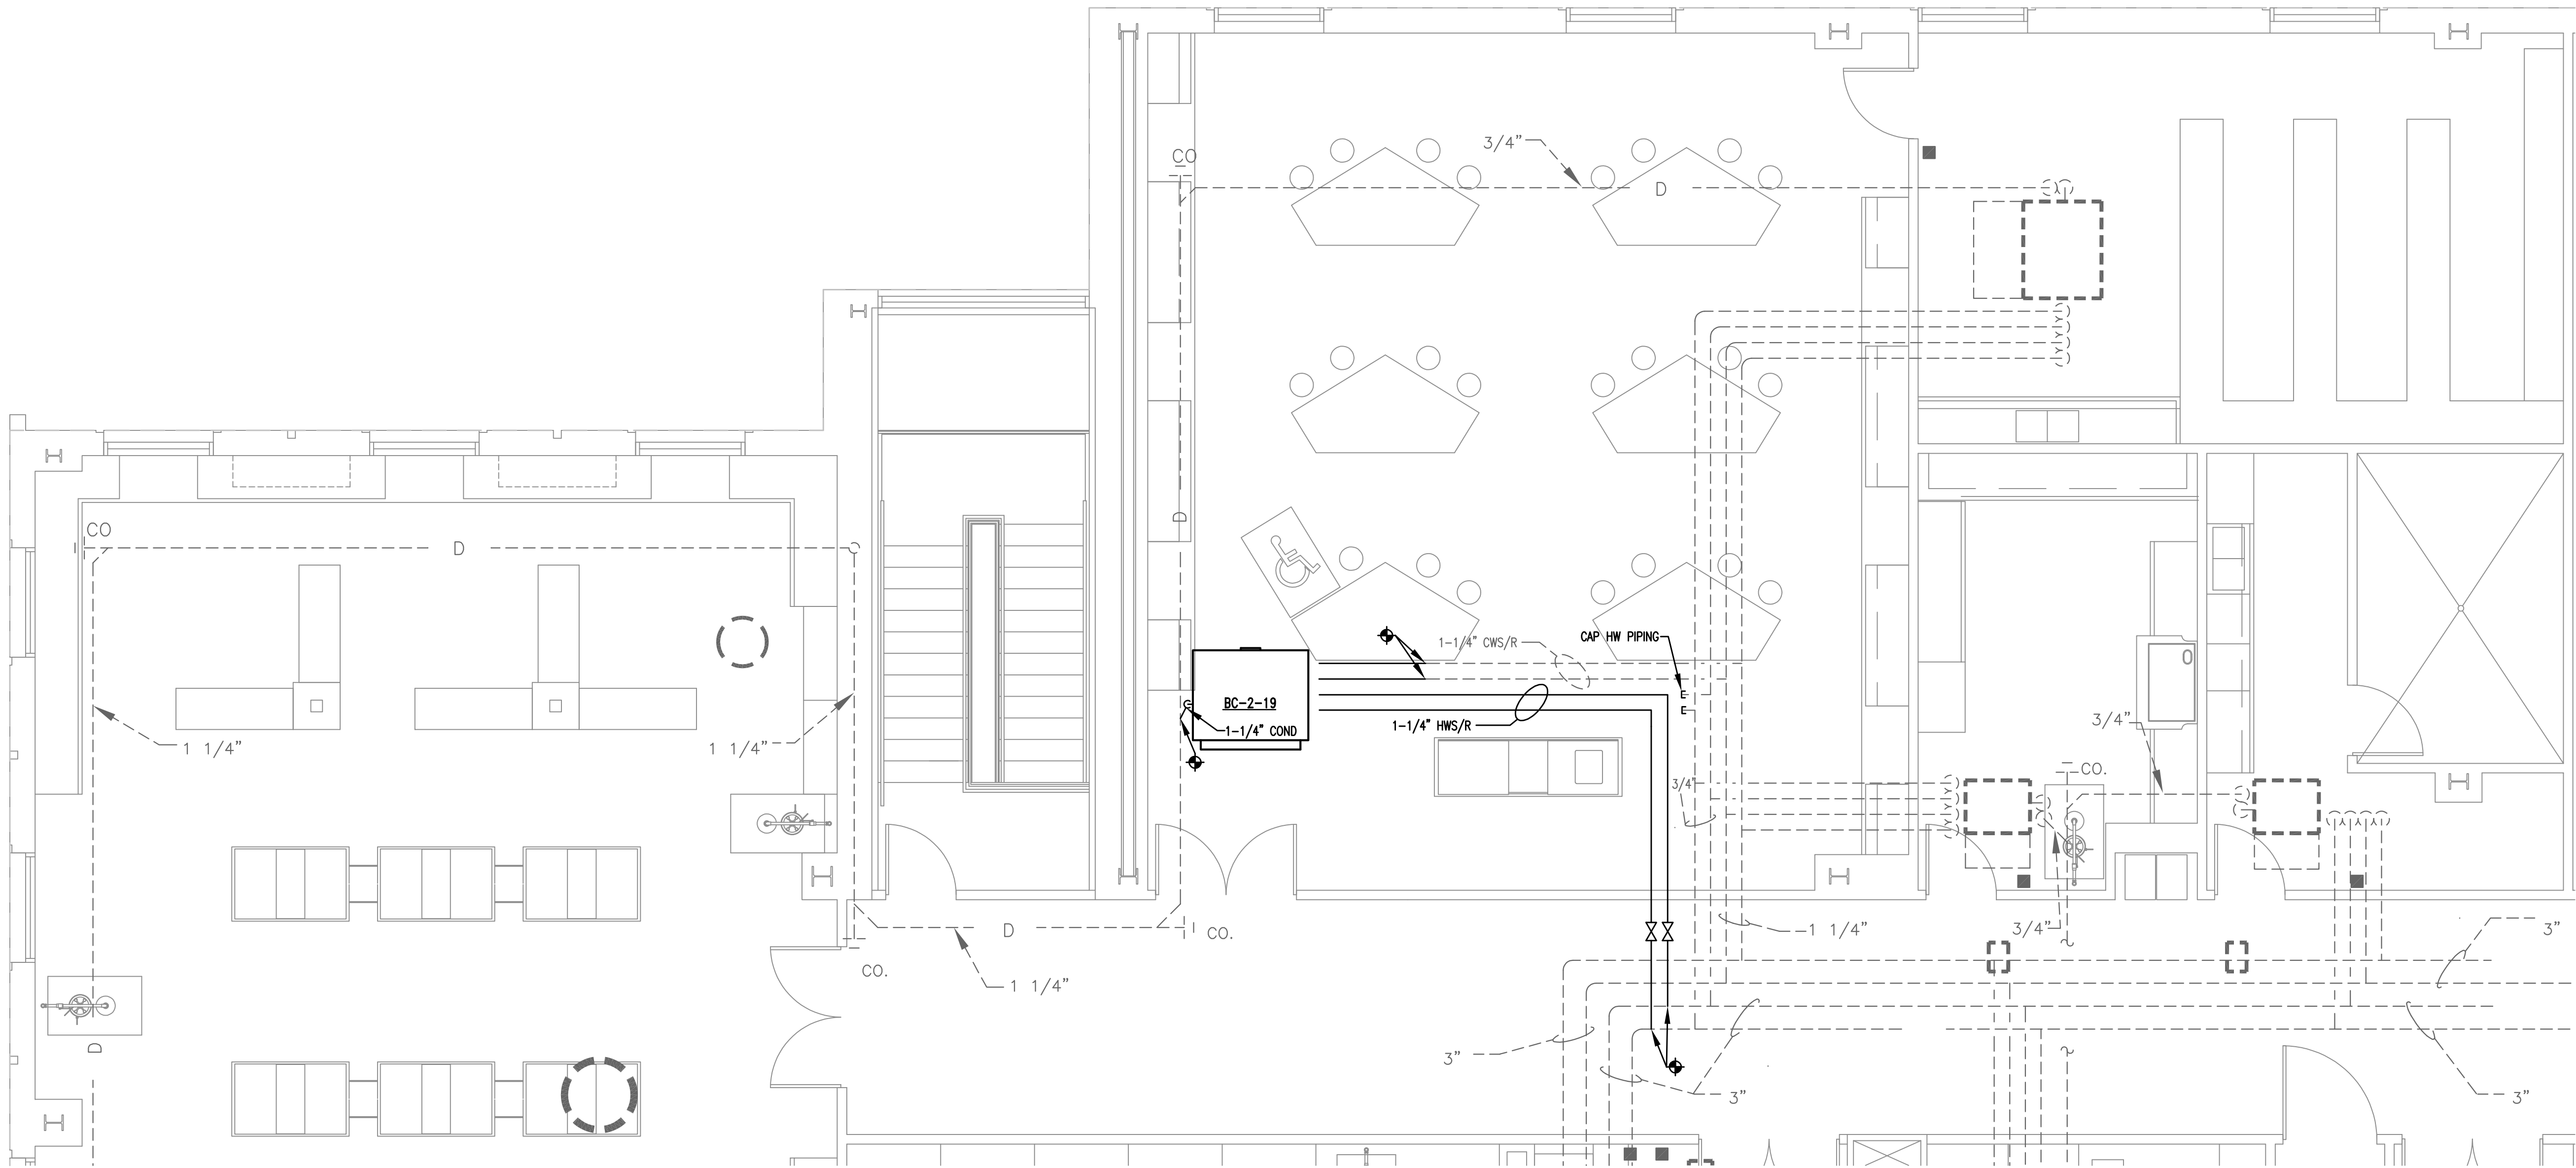 CO
3/4"
D
CO
D
D
1-1/4" CWS/R
CAP HW PIPING
BC-2-19
1-1/4" COND
1-1/4" HWS/R
1 1/4"
1 1/4"
3/4"
3/4"
CO.
CO.
D
3/4"
1 1/4"
3"
CO.
1 1/4"
D
3"
3"
3"